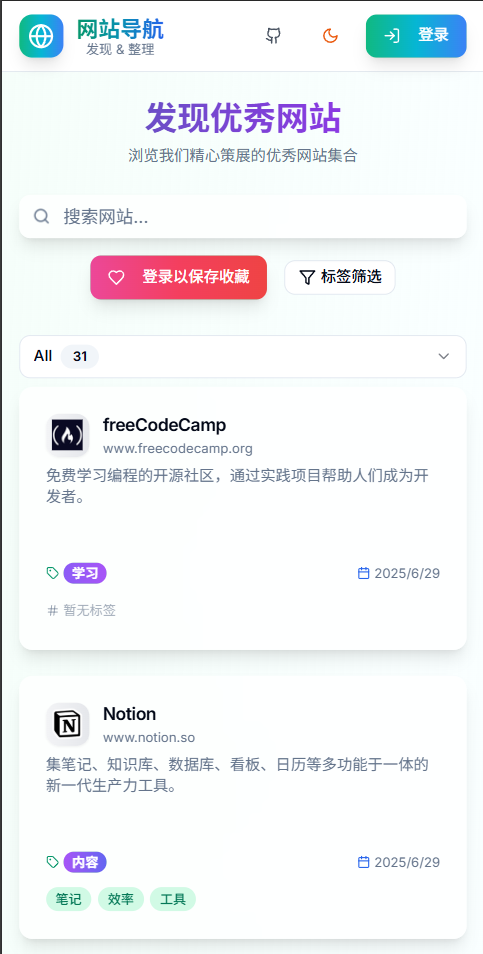 网站导航
发现 & 整理
登录
发现优秀网站
浏览我们精心策展的优秀网站集合
搜索网站...
登录以保存收藏
标签筛选
All 31
freeCodeCamp
www.freecodecamp.org
免费学习编程的开源社区，通过实践项目帮助人们成为开
发者。
学习 2025/6/29
# 暂无标签
N
Notion
www.notion.so
集笔记、知识库、数据库、看板、日历等多功能于一体的
新一代生产力工具。
内容 2025/6/29
笔记 效率 工具